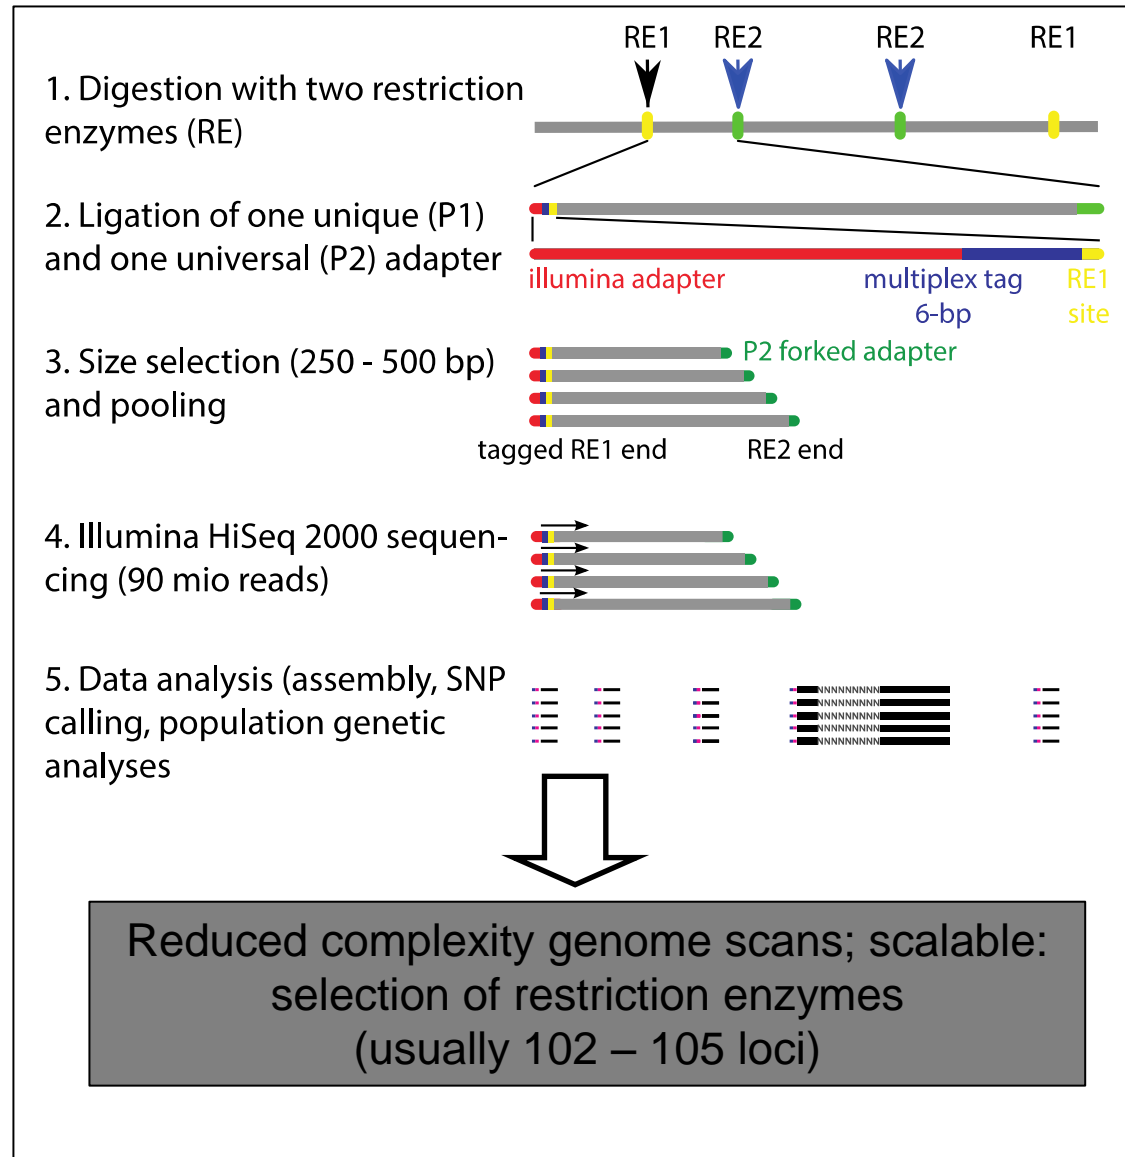 RE1 RE2 RE2 RE1
1. Digestion with two restriction
enzymes (RE)
2. Ligation of one unique (P1)
and one universal (P2) adapter
illumina adapter multiplex tag RE1
6-bp site
3. Size selection (250 - 500 bp)
and pooling
P2 forked adapter
tagged RE1 end RE2 end
4. Illumina HiSeq 2000 sequen-
cing (90 mio reads)
5. Data analysis (assembly, SNP
calling, population genetic
analyses
NNNNNNNNN
NNNNNNNNN
NNNNNNNNN
NNNNNNNNN
NNNNNNNNN
Reduced complexity genome scans; scalable:
selection of restriction enzymes
(usually 102 – 105 loci)